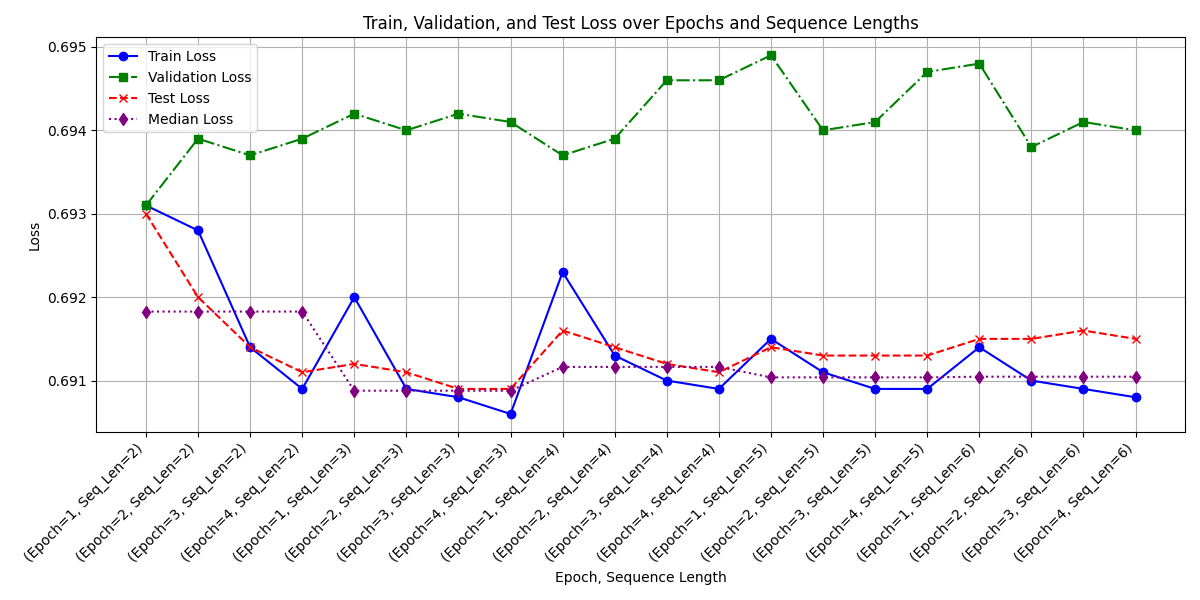 Train, Validation, and Test Loss over Epochs and Sequence Lengths
Train Loss
Validation Loss
Test Loss
Median Loss
0.695
0.694
0.693
0.692
0.691
Loss
(Epoch=1, Seq_Len=2)
(Epoch=2, Seq_Len=2)
(Epoch=3, Seq_Len=2)
(Epoch=4, Seq_Len=2)
(Epoch=1, Seq_Len=3)
(Epoch=2, Seq_Len=3)
(Epoch=3, Seq_Len=3)
(Epoch=4, Seq_Len=3)
(Epoch=1, Seq_Len=4)
(Epoch=2, Seq_Len=4)
(Epoch=3, Seq_Len=4)
(Epoch=4, Seq_Len=4)
(Epoch=1, Seq_Len=5)
(Epoch=2, Seq_Len=5)
(Epoch=3, Seq_Len=5)
(Epoch=4, Seq_Len=5)
(Epoch=1, Seq_Len=6)
(Epoch=2, Seq_Len=6)
(Epoch=3, Seq_Len=6)
(Epoch=4, Seq_Len=6)
Epoch, Sequence Length